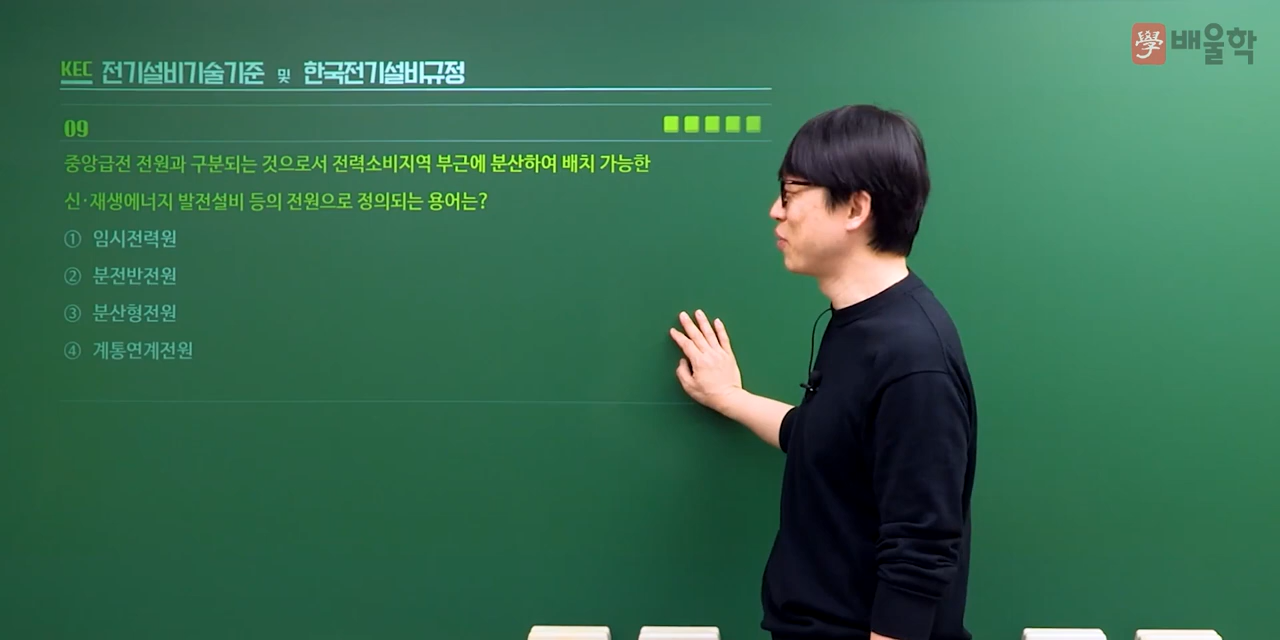 學 배울학
KEC 전기설비기술기준 및 한국전기설비규정
09
중앙급전 전원과 구분되는 것으로서 전력소비지역 부근에 분산하여 배치 가능한
신·재생에너지 발전설비 등의 전원으로 정의되는 용어는?
① 임시전력원
② 분전반전원
③ 분산형전원
④ 계통연계전원